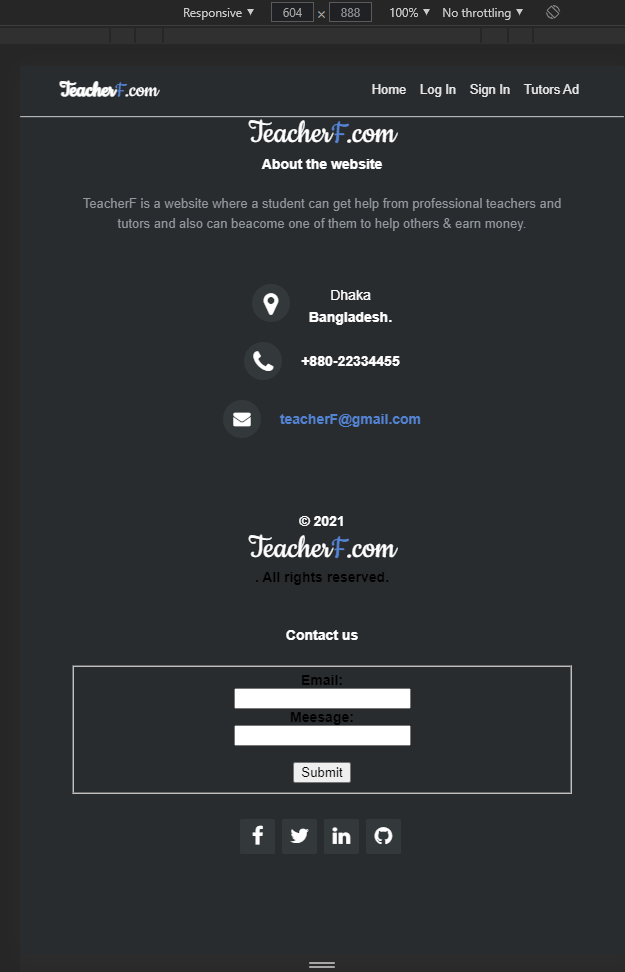 Responsive ▼ 604 × 888 100% ▼ No throttling ▼
TeacherF.com Home Log In Sign In Tutors Ad
TeacherF.com
About the website
TeacherF is a website where a student can get help from professional teachers and
tutors and also can beacome one of them to help others & earn money.
Dhaka
Bangladesh.
+880-22334455
teacherF@gmail.com
© 2021
TeacherF.com
. All rights reserved.
Contact us
Email:
Meesage:
Submit